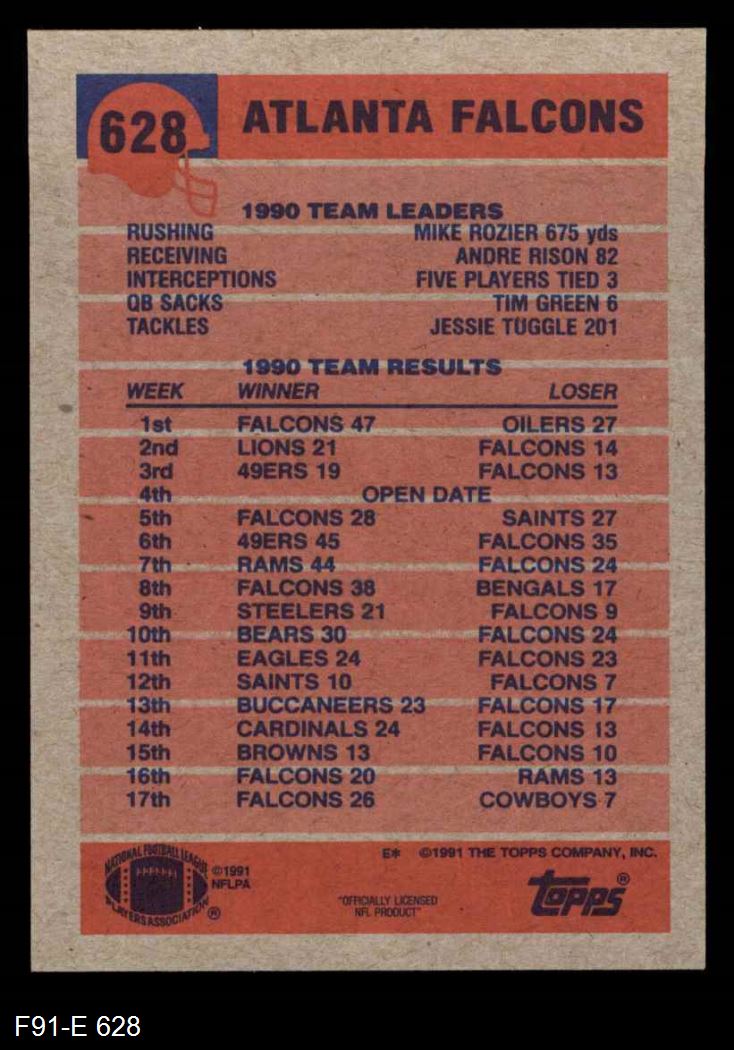 628
ATLANTA FALCONS
1990 TEAM LEADERS
RUSHING MIKE ROZIER 675 yds
RECEIVING ANDRE RISON 82
INTERCEPTIONS FIVE PLAYERS TIED 3
QB SACKS TIM GREEN 6
TACKLES JESSIE TUGGLE 201
1990 TEAM RESULTS
WEEK WINNER LOSER
1st FALCONS 47 OILERS 27
2nd LIONS 21 FALCONS 14
3rd 49ERS 19 FALCONS 13
4th OPEN DATE
5th FALCONS 28 SAINTS 27
6th 49ERS 45 FALCONS 35
7th RAMS 44 FALCONS 24
8th FALCONS 38 BENGALS 17
9th STEELERS 21 FALCONS 9
10th BEARS 30 FALCONS 24
11th EAGLES 24 FALCONS 23
12th SAINTS 10 FALCONS 7
13th BUCCANEERS 23 FALCONS 17
14th CARDINALS 24 FALCONS 13
15th BROWNS 13 FALCONS 10
16th FALCONS 20 RAMS 13
17th FALCONS 26 COWBOYS 7
E* ©1991 THE TOPPS COMPANY, INC.
NATIONAL FOOTBALL LEAGUE
PLAYERS ASSOCIATION ®
©1991
NFLPA
"OFFICIALLY LICENSED
NFL PRODUCT"
Topps®
F91-E 628